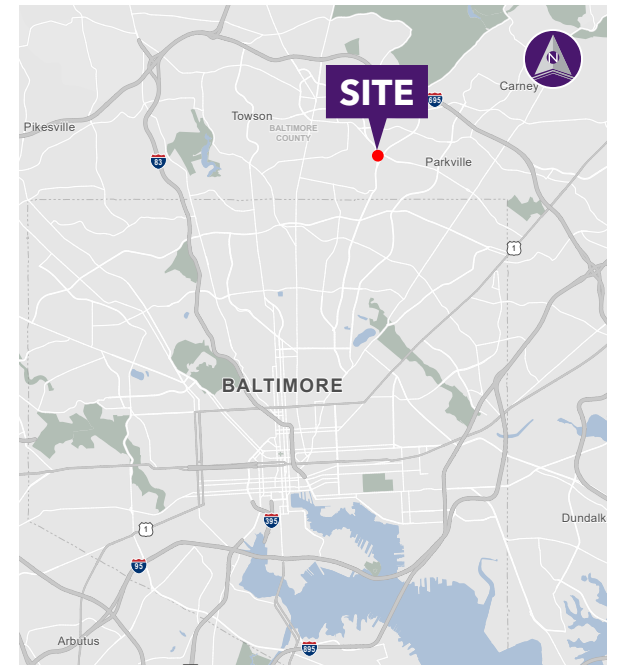 N
Carney
SITE
695
Towson
BALTIMORE
COUNTY
Pikesville
83
Parkville
1
BALTIMORE
395
Dundalk
1
95
Arbutus
895